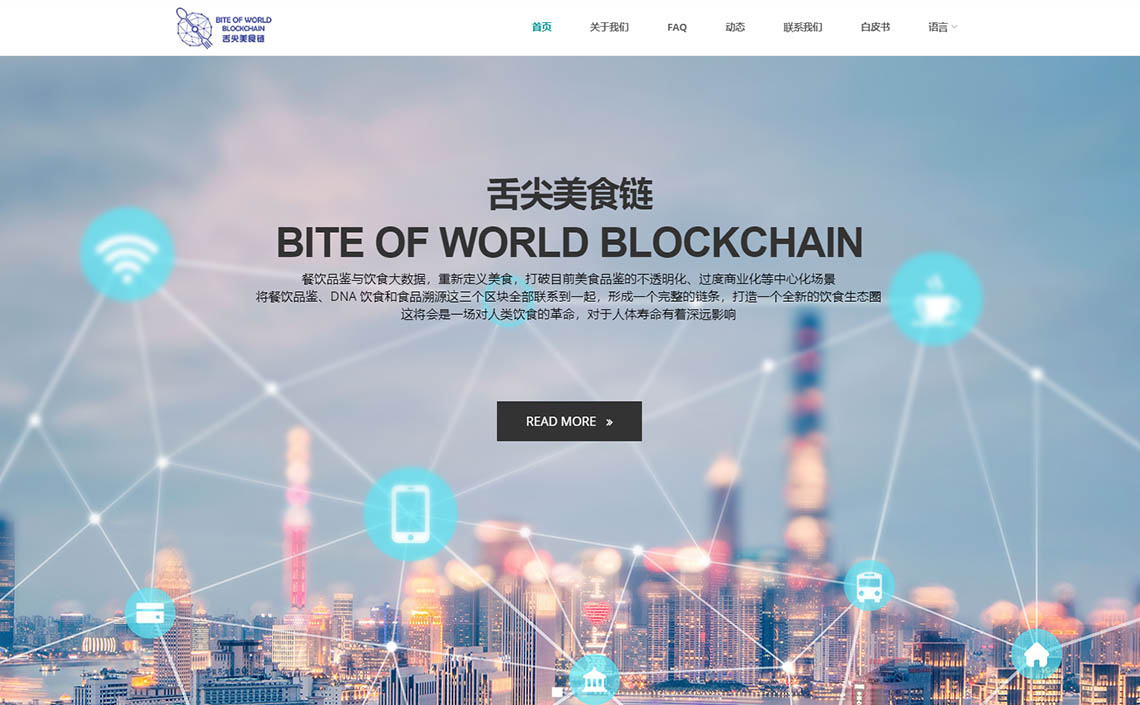 BITE OF WORLD
BLOCKCHAIN
舌尖美食链
首页 关于我们 FAQ 动态 联系我们 白皮书 语言
舌尖美食链
BITE OF WORLD BLOCKCHAIN
餐饮品鉴与饮食大数据，重新定义美食，打破目前美食品鉴的不透明化、过度商业化等中心化场景
将餐饮品鉴、DNA 饮食和食品溯源这三个区块全部联系到一起，形成一个完整的链条，打造一个全新的饮食生态圈
这将会是一场对人类饮食的革命，对于人体寿命有着深远影响
READ MORE »